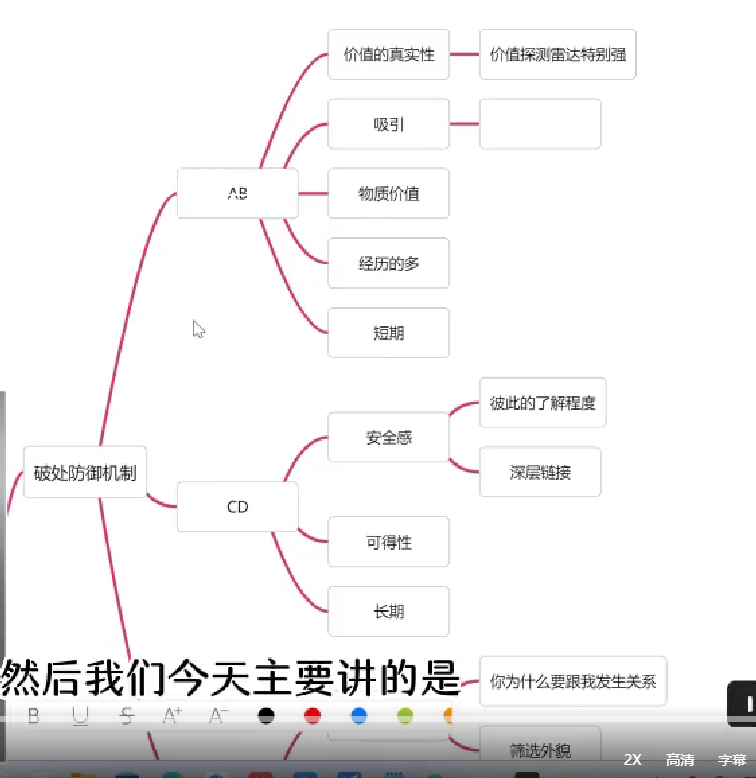 价值的真实性
价值探测雷达特别强
吸引
AB
物质价值
经历的多
短期
彼此的了解程度
安全感
深层链接
破处防御机制
CD
可得性
长期
然后我们今天主要讲的是
你为什么要跟我发生关系
B U S A+ A-
筛选外貌
2X 高清 字幕